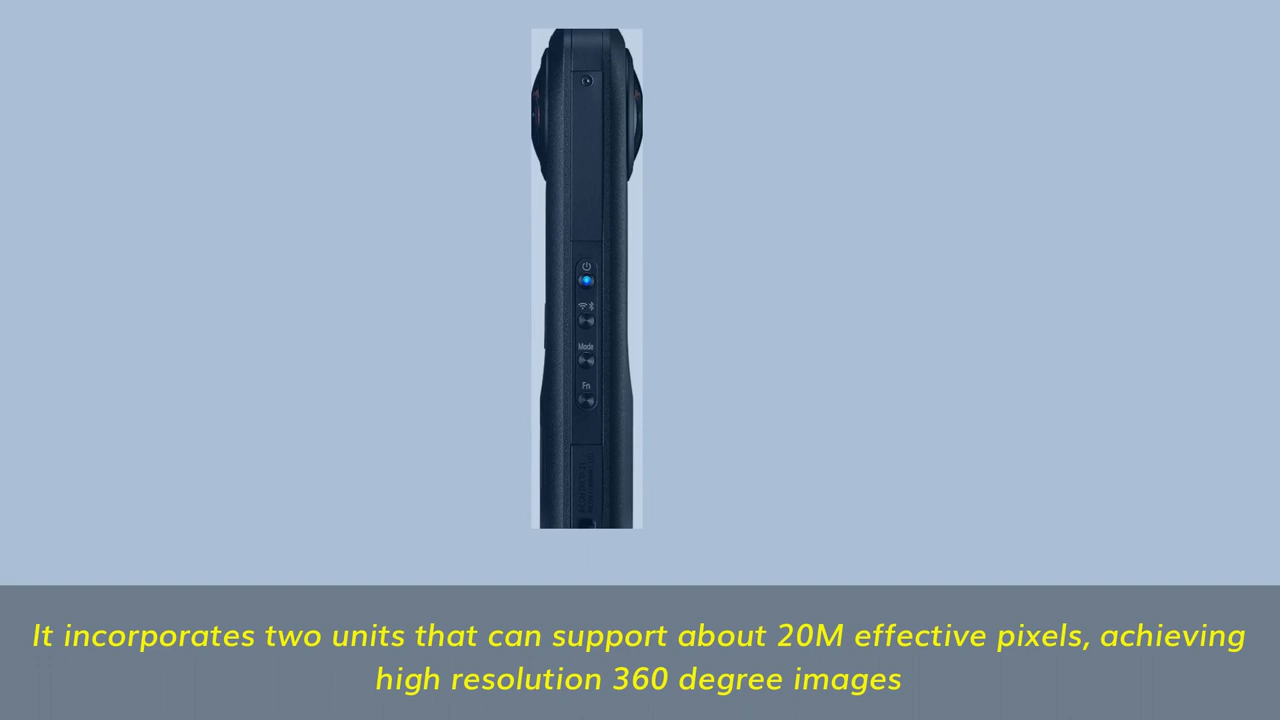 Mode
Fn
It incorporates two units that can support about 20M effective pixels, achieving
high resolution 360 degree images